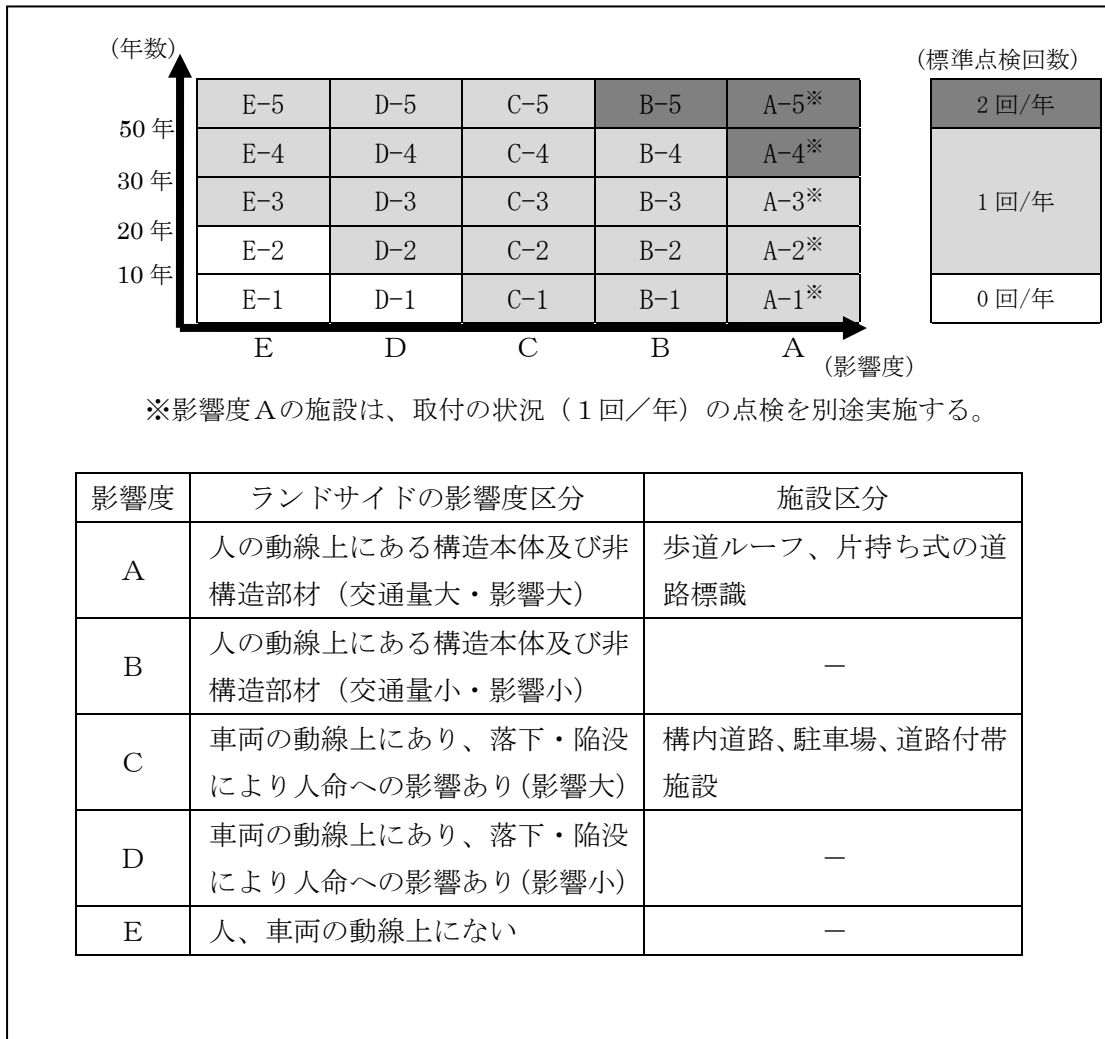 (年数)
(標準点検回数)
E-5 D-5 C-5 B-5 A-5※ 2回/年
50年
E-4 D-4 C-4 B-4 A-4※
30年
E-3 D-3 C-3 B-3 A-3※ 1回/年
20年
E-2 D-2 C-2 B-2 A-2※
10年
E-1 D-1 C-1 B-1 A-1※ 0回/年
E D C B A
(影響度)
※影響度Aの施設は、取付の状況(1回/年)の点検を別途実施する。
影響度 ランドサイドの影響度区分 施設区分
A
人の動線上にある構造本体及び非
構造部材(交通量大・影響大)
歩道ルーフ、片持ち式の道
路標識
B
人の動線上にある構造本体及び非
構造部材(交通量小・影響小)
-
C
車両の動線上にあり、落下・陥没
により人命への影響あり(影響大)
構内道路、駐車場、道路付帯
施設
D
車両の動線上にあり、落下・陥没
により人命への影響あり(影響小)
-
E 人、車両の動線上にない -